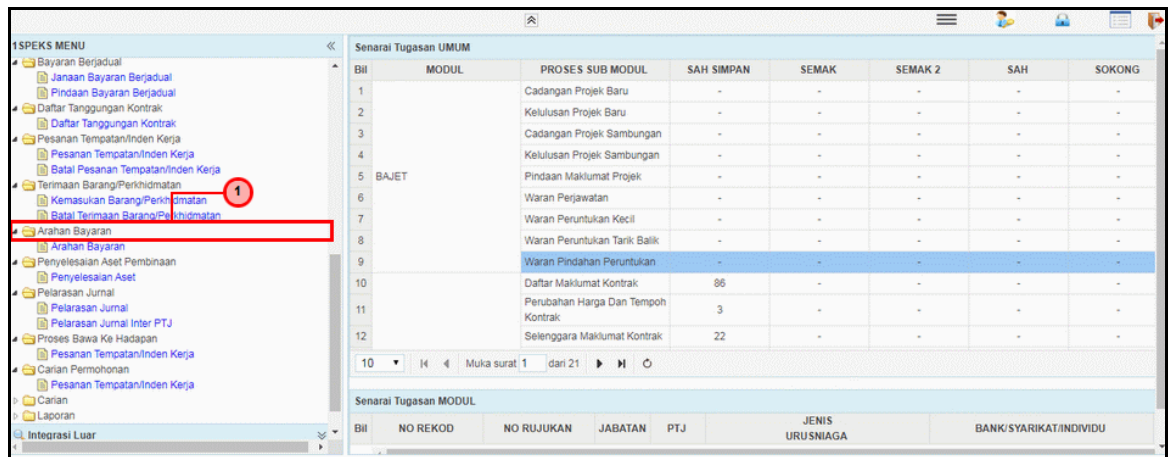 1SPEKS MENU
Bayaran Berjadual
Janaan Bayaran Berjadual
Pindaan Bayaran Berjadual
Daftar Tanggungan Kontrak
Daftar Tanggungan Kontrak
Pesanan Tempatan/Inden Kerja
Pesanan Tempatan/Inden Kerja
Batal Pesanan Tempatan/Inden Kerja
Terimaan Barang/Perkhidmatan
1
Kemasukan Barang/Perkhidmatan
Batal Terimaan Barang/Perkhidmatan
Arahan Bayaran
Arahan Bayaran
Penyelesaian Aset Pembinaan
Penyelesaian Aset
Pelarasan Jurnal
Pelarasan Jurnal
Pelarasan Jurnal Inter PTJ
Proses Bawa Ke Hadapan
Pesanan Tempatan/Inden Kerja
Carian Permohonan
Pesanan Tempatan/Inden Kerja
Carian
Laporan
Integrasi Luar
Senarai Tugasan UMUM
Bil MODUL PROSES SUB MODUL SAH SIMPAN SEMAK SEMAK 2 SAH SOKONG
1 Cadangan Projek Baru - - - - -
2 Kelulusan Projek Baru - - - - -
3 Cadangan Projek Sambungan - - - - -
4 Kelulusan Projek Sambungan - - - - -
5 BAJET Pindaan Maklumat Projek - - - - -
6 Waran Perjawatan - - - - -
7 Waran Peruntukan Kecil - - - - -
8 Waran Peruntukan Tarik Balik - - - - -
9 Waran Pindahan Peruntukan - - - - -
10 Daftar Maklumat Kontrak 86 - - - -
11 Perubahan Harga Dan Tempoh Kontrak 3 - - - -
12 Selenggara Maklumat Kontrak 22 - - - -
10 Muka surat 1 dari 21
Senarai Tugasan MODUL
Bil NO REKOD NO RUJUKAN JABATAN PTJ JENIS URUSNIAGA BANK/SYARIKAT/INDIVIDU